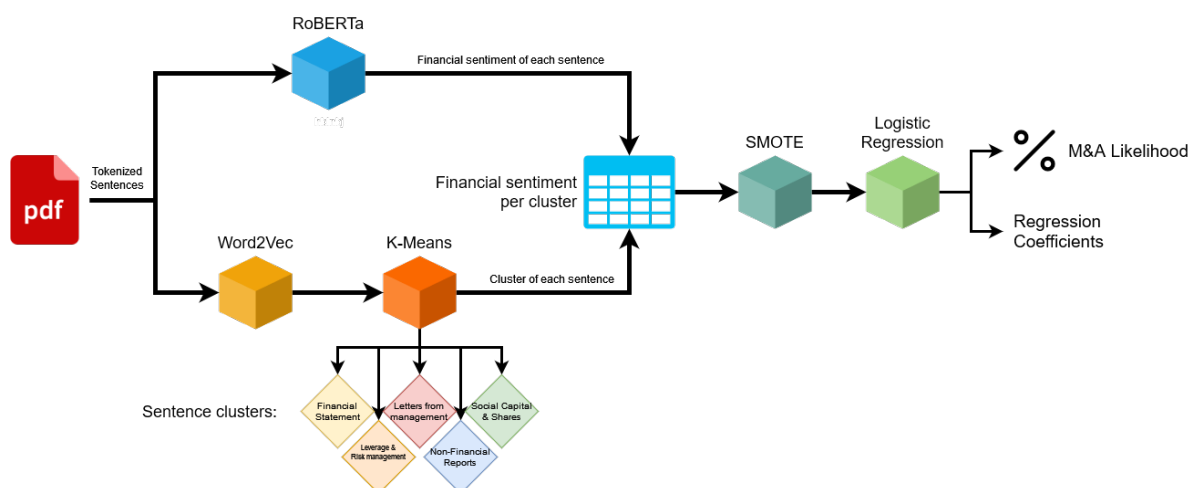 RoBERTa
Financial sentiment of each sentence
Tokenized
Sentences
pdf
Financial sentiment
per cluster
SMOTE
Logistic
Regression
M&A Likelihood
Regression
Coefficients
Word2Vec
K-Means
Cluster of each sentence
Sentence clusters:
Financial
Statement
Letters from
management
Social Capital
& Shares
Leverage &
Risk management
Non-Financial
Reports